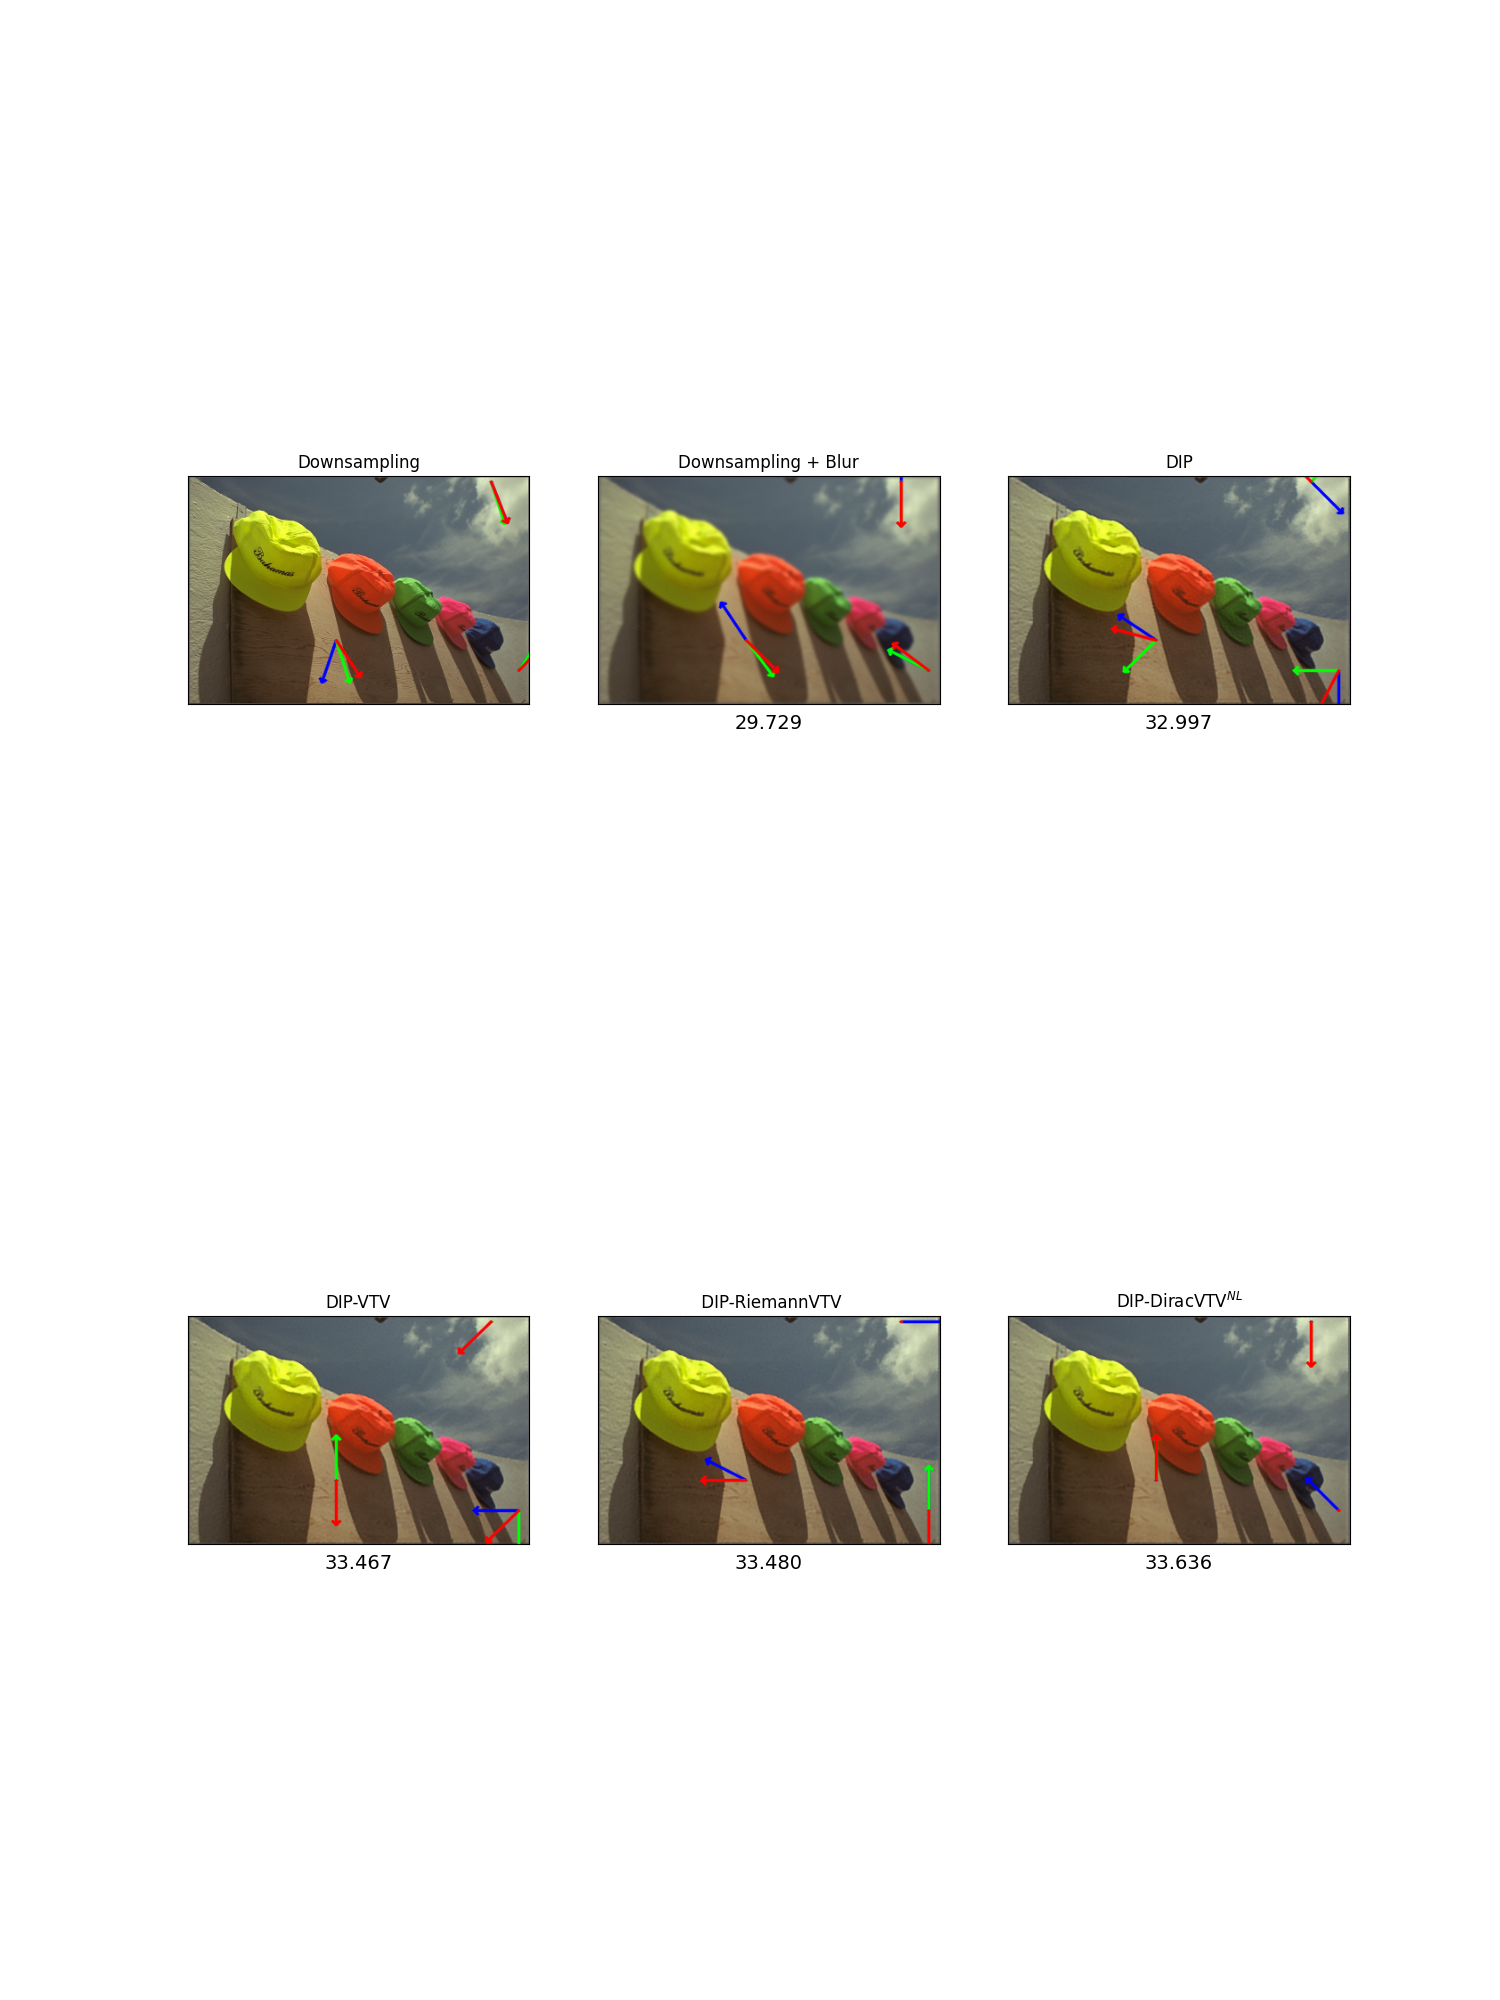 Downsampling
Downsampling + Blur
DIP
Bahamas
29.729
32.997
DIP-VTV
DIP-RiemannVTV
DIP-DiracVTV^{NL}
33.467
33.480
33.636